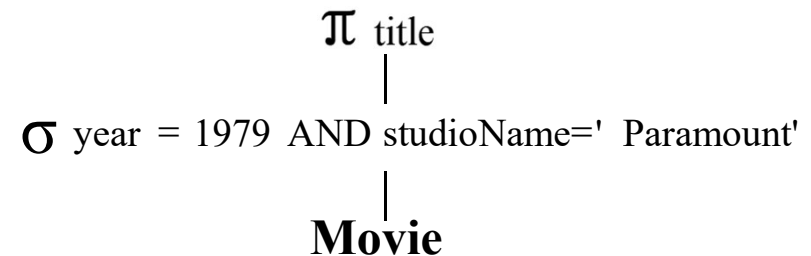 π title
σ year = 1979 AND studioName=' Paramount'
Movie